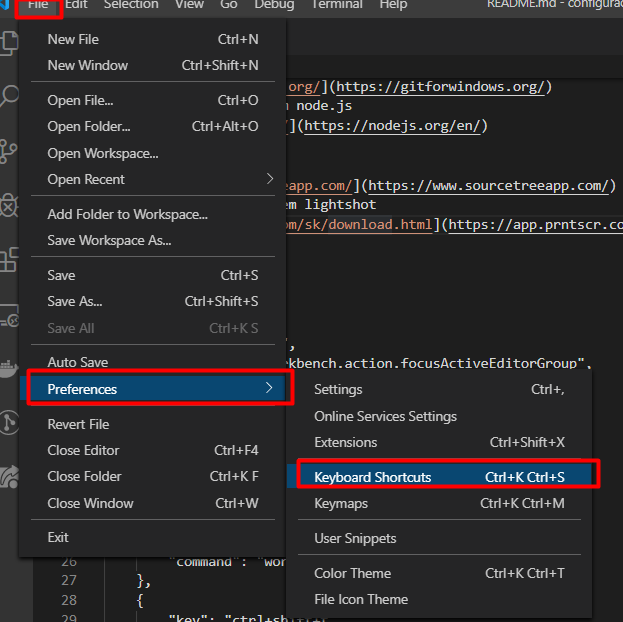 File Edit Selection View Go Debug Terminal Help README.md - configurac
New File Ctrl+N
New Window Ctrl+Shift+N
Open File... Ctrl+O
Open Folder... Ctrl+Alt+O
Open Workspace...
Open Recent
Add Folder to Workspace...
Save Workspace As...
Save Ctrl+S
Save As... Ctrl+Shift+S
Save All Ctrl+K S
Auto Save
Preferences
Revert File
Close Editor Ctrl+F4
Close Folder Ctrl+K F
Close Window Ctrl+W
Exit
org/](https://gitforwindows.org/)
node.js
/](https://nodejs.org/en/)
eapp.com/](https://www.sourcetreeapp.com/)
em lightshot
om/sk/download.html](https://app.prntscr.co
",
kbench.action.focusActiveEditorGroup",
Settings Ctrl+,
Online Services Settings
Extensions Ctrl+Shift+X
Keyboard Shortcuts Ctrl+K Ctrl+S
Keymaps Ctrl+K Ctrl+M
User Snippets
Color Theme Ctrl+K Ctrl+T
File Icon Theme
26 "command": "wor
27 },
28 {
29 "key": "ctrl+shift+